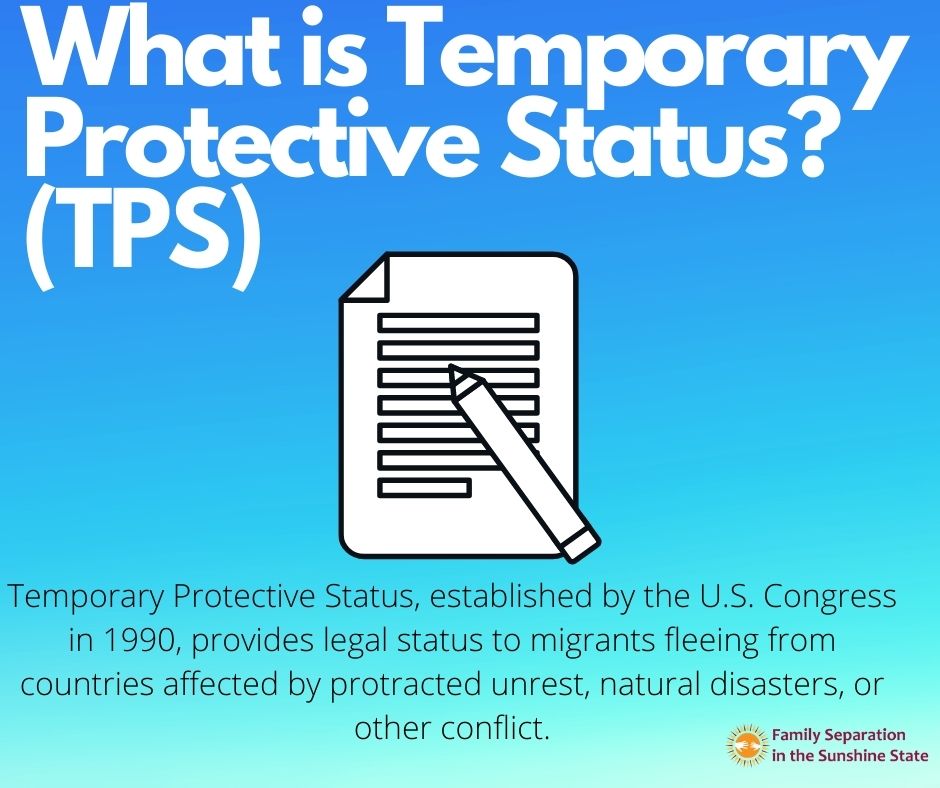 What is Temporary
Protective Status?
(TPS)
Temporary Protective Status, established by the U.S. Congress
in 1990, provides legal status to migrants fleeing from
countries affected by protracted unrest, natural disasters, or
other conflict.
Family Separation
in the Sunshine State